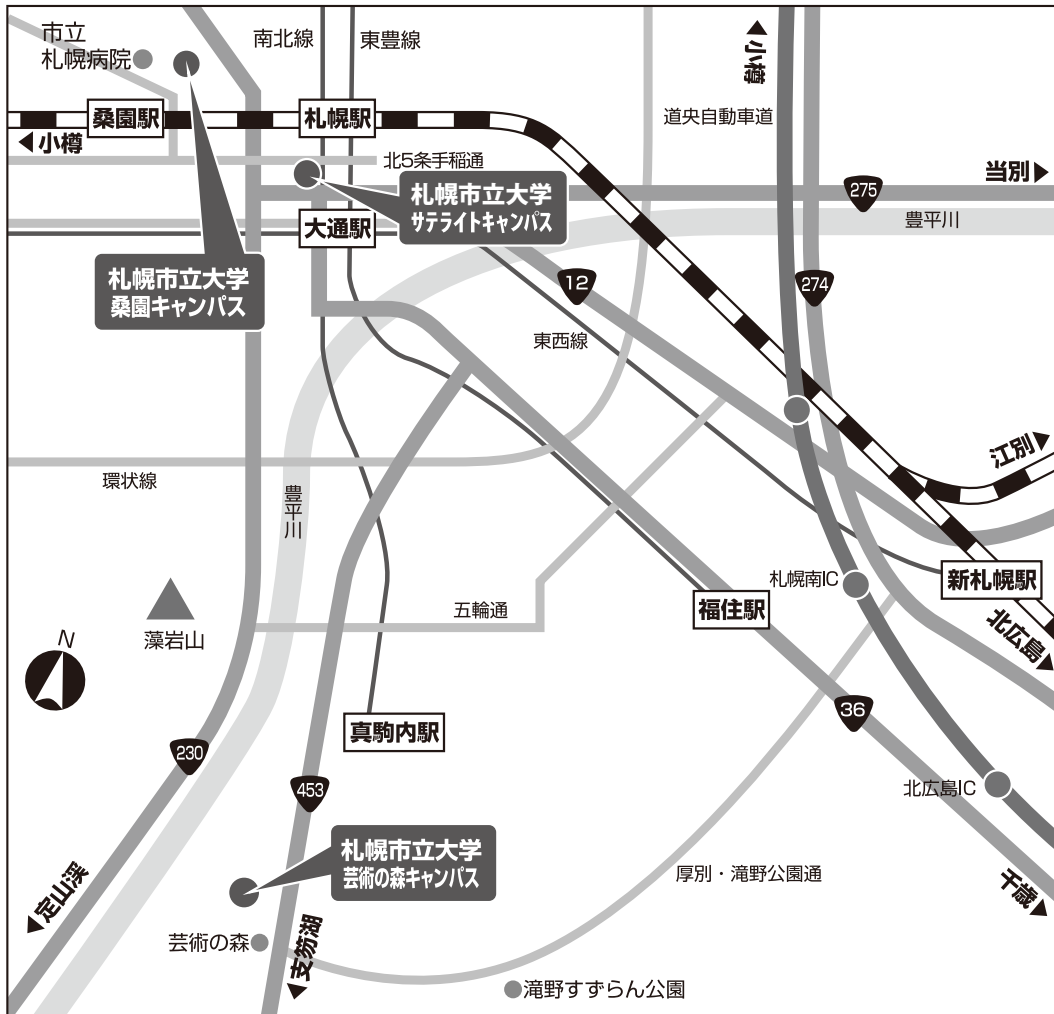 市立
札幌病院
南北線
東豊線
◀小樽
道央自動車道
桑園駅
札幌駅
◀小樽
北5条手稲通
札幌市立大学
サテライトキャンパス
275
当別▶
豊平川
大通駅
札幌市立大学
桑園キャンパス
12
274
東西線
環状線
豊平川
江別▶
藻岩山
五輪通
札幌南IC
新札幌駅
福住駅
北広島▶
N
真駒内駅
230
453
36
北広島IC
札幌市立大学
芸術の森キャンパス
厚別・滝野公園通
千歳▶
◀定山渓
芸術の森
◀支笏湖
滝野すずらん公園